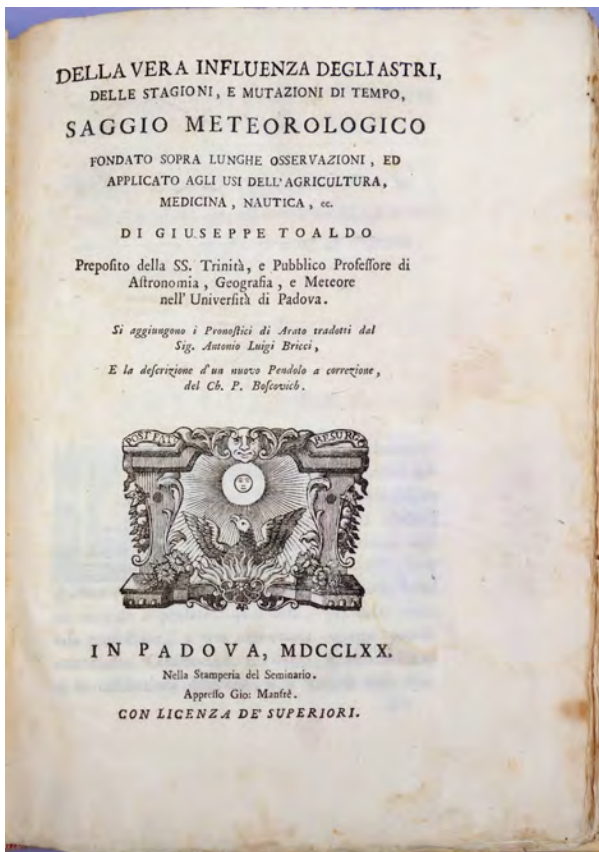 DELLA VERA INFLUENZA DEGLI ASTRI,
DELLE STAGIONI, E MUTAZIONI DI TEMPO,
SAGGIO METEOROLOGICO
FONDATO SOPRA LUNGHE OSSERVAZIONI, ED
APPLICATO AGLI USI DELL'AGRICULTURA,
MEDICINA, NAUTICA, ec.
DI GIUSEPPE TOALDO
Prepoſito della SS. Trinità, e Pubblico Profeſſore di
Aſtronomia, Geografia, e Meteore
nell' Univerſità di Padova.
Si aggiungono i Pronoſtici di Arato tradotti dal
Sig. Antonio Luigi Bricci,
E la deſcrizione d'un nuovo Pendolo a correzione,
del Ch. P. Boſcovich.
POST FATA RESURGO
IN PADOVA, MDCCLXX.
Nella Stamperia del Seminario.
Appreſſo Gio: Manfrè.
CON LICENZA DE' SUPERIORI.